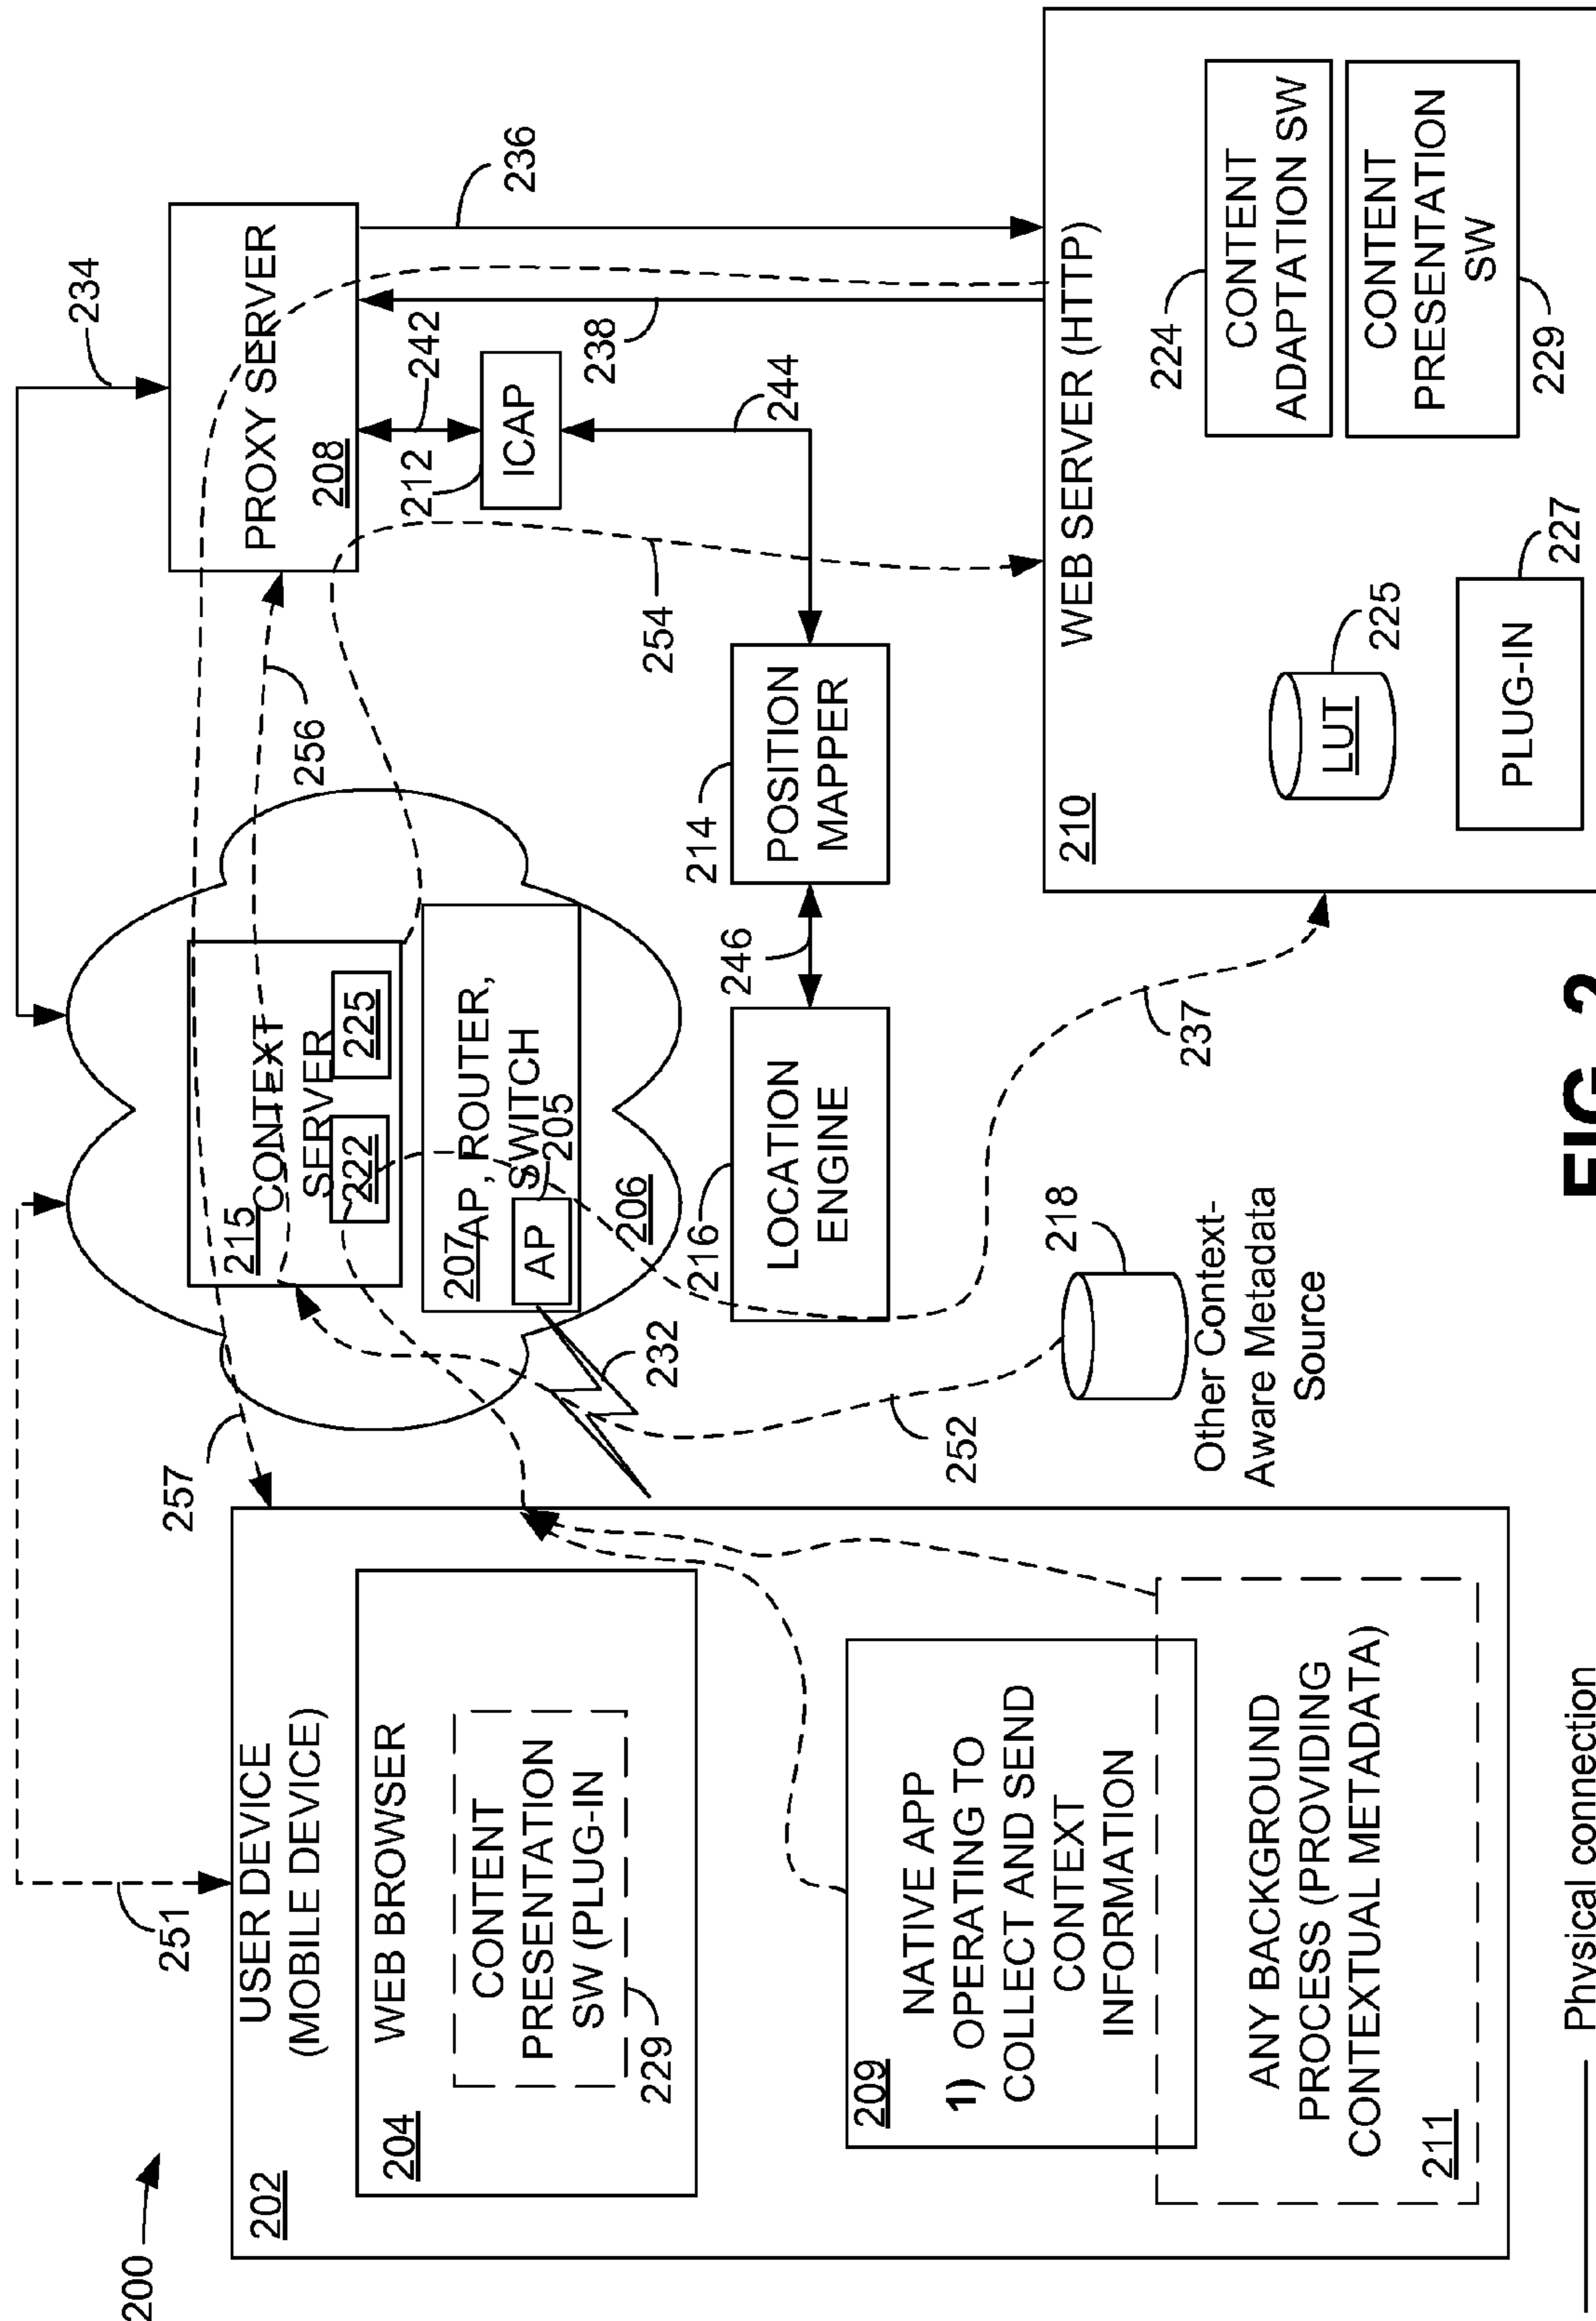 200
202
USER DEVICE
(MOBILE DEVICE)
251
204
WEB BROWSER
CONTENT
PRESENTATION
SW (PLUG-IN
229
209
NATIVE APP
1) OPERATING TO
COLLECT AND SEND
CONTEXT
INFORMATION
ANY BACKGROUND
PROCESS (PROVIDING
CONTEXTUAL METADATA)
211
257
215
CONTEXT
SERVER
222
225
207
AP, ROUTER,
SWITCH
AP
205
206
232
252
218
Other Context-
Aware Metadata
Source
216
LOCATION
ENGINE
246
214
POSITION
MAPPER
237
256
254
234
PROXY SERVER
208
242
212
ICAP
244
236
238
WEB SERVER (HTTP)
210
LUT
225
PLUG-IN
227
224
CONTENT
ADAPTATION SW
CONTENT
PRESENTATION
SW
229
Physical connection
FIG. 2